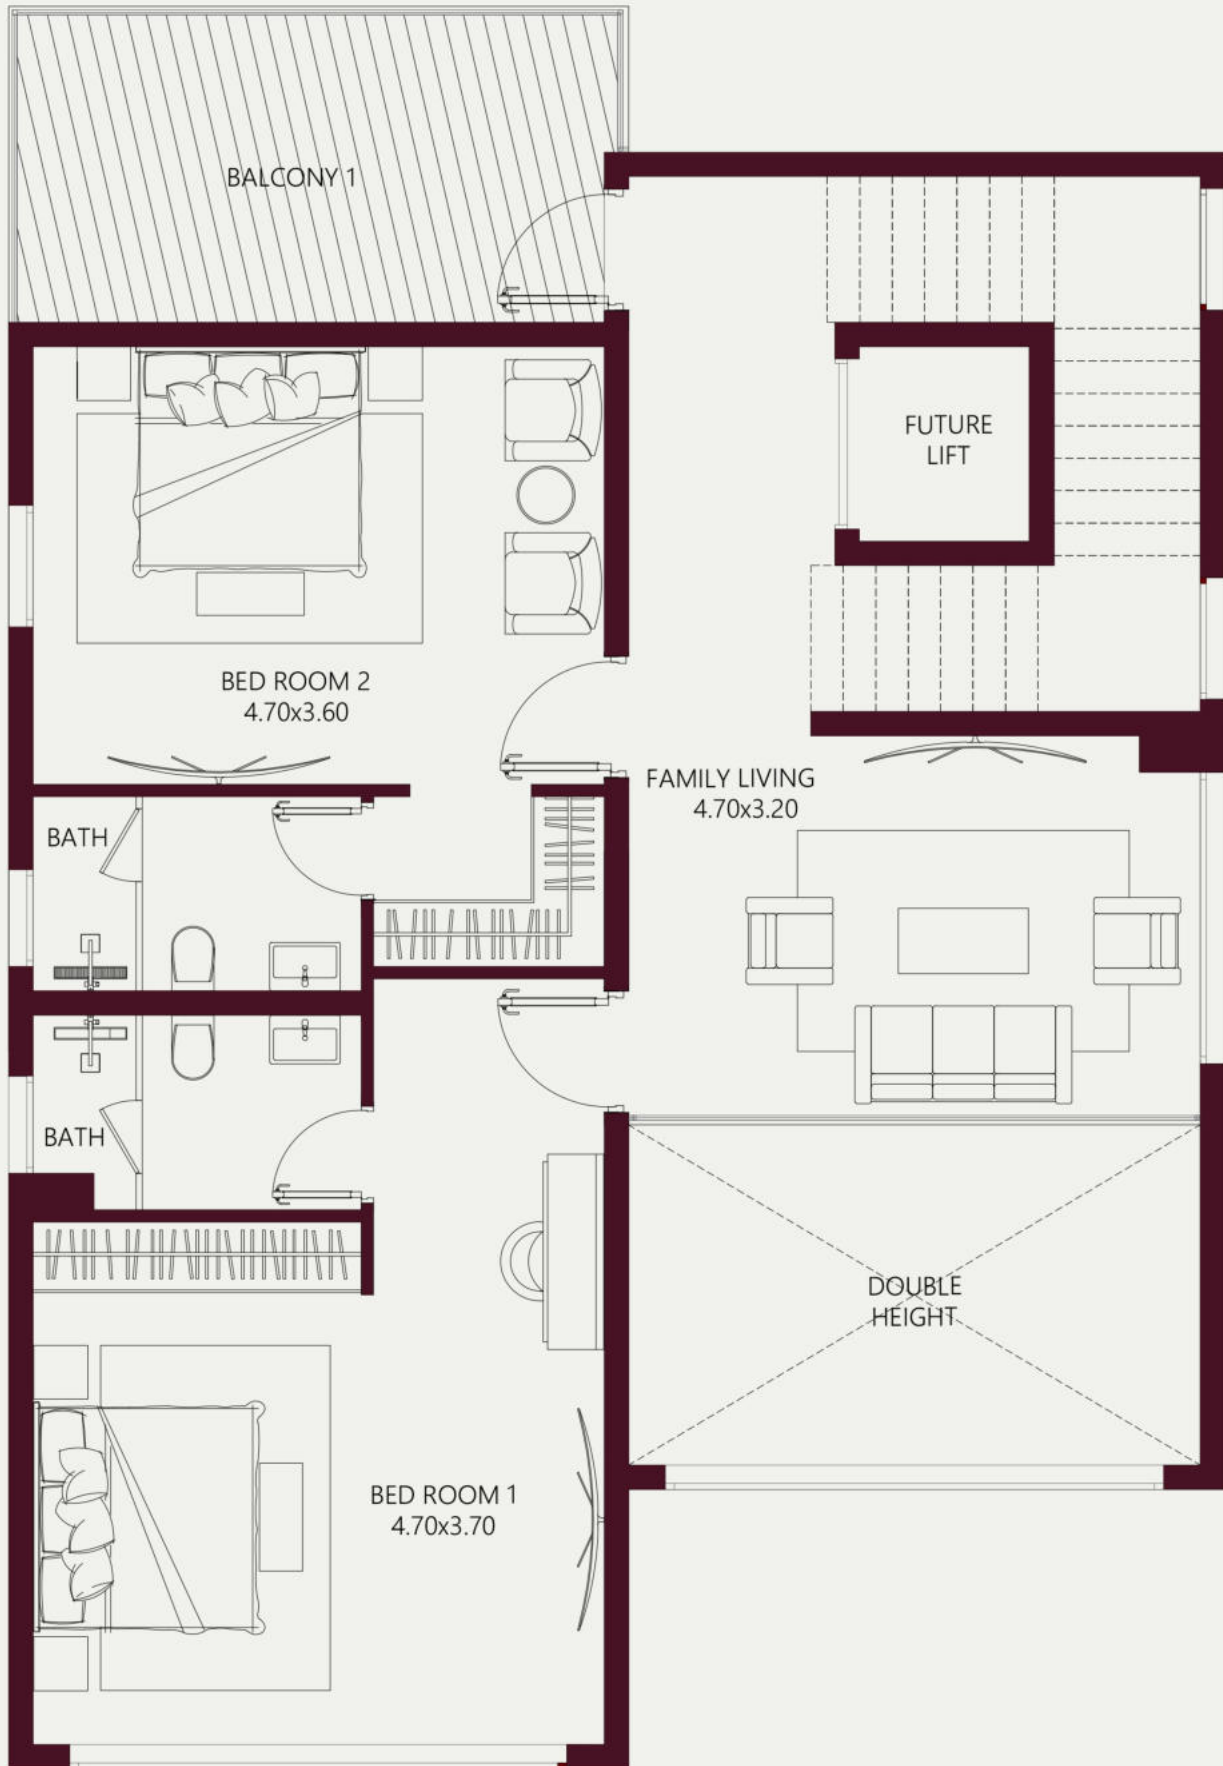 BALCONY 1
FUTURE
LIFT
BED ROOM 2
4.70x3.60
FAMILY LIVING
4.70x3.20
BATH
BATH
DOUBLE
HEIGHT
BED ROOM 1
4.70x3.70